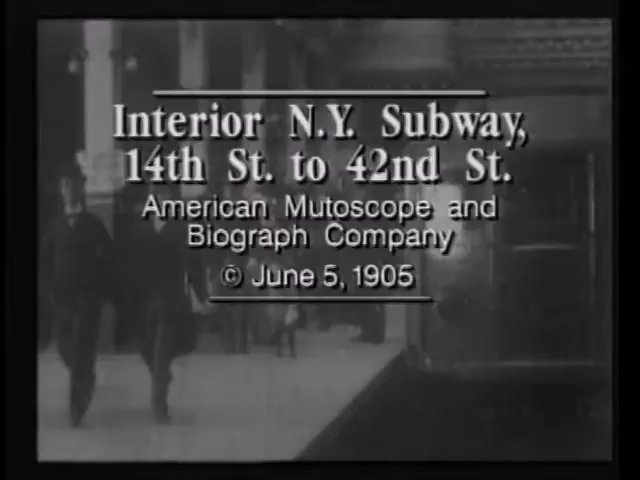 Interior N.Y. Subway,
14th St. to 42nd St.
American Mutoscope and
Biograph Company
© June 5, 1905